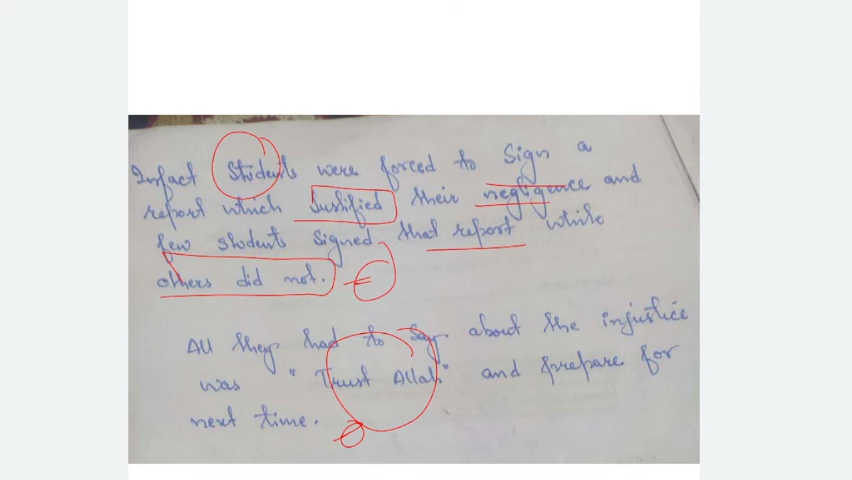 Infact Students were forced to Sign a
report which Justified their negligence and
few students signed that report while
others did not.
All they had to say about the injustice
was "Trust Allah" and prepare for
next time.